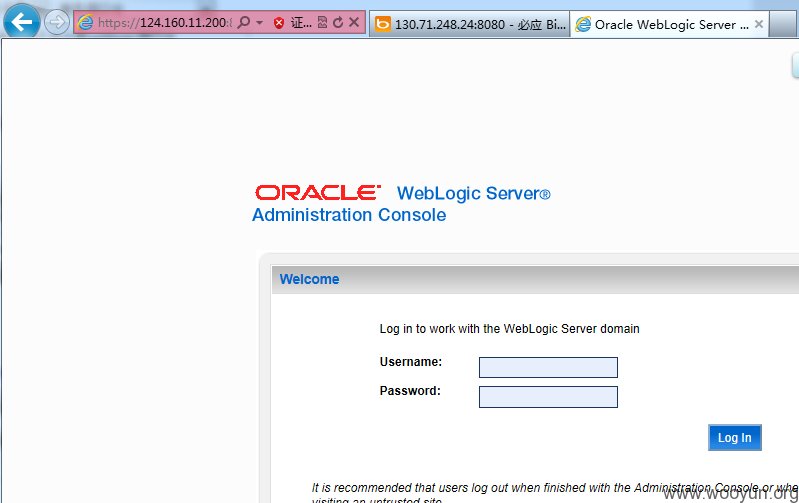 https://124.160.11.200:8
证...
130.71.248.24:8080 - 必应 Bi...
Oracle WebLogic Server ...
ORACLE WebLogic Server®
Administration Console
Welcome
Log in to work with the WebLogic Server domain
Username:
Password:
Log In
It is recommended that users log out when finished with the Administration Console or whe
visiting an untrusted site
www.wooyun.org